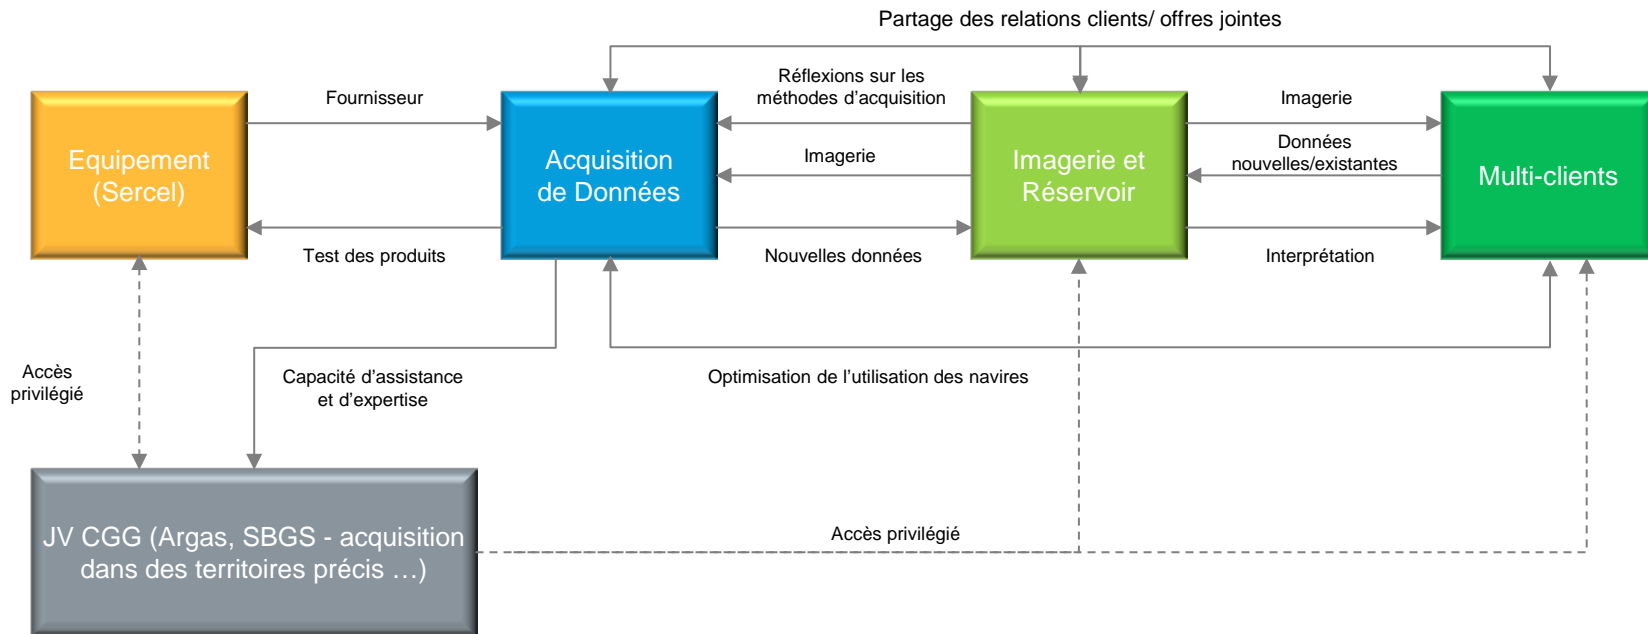 Partage des relations clients/ offres jointes
Equipement
(Sercel)
Fournisseur
Test des produits
Acquisition
de Données
Réflexions sur les
méthodes d’acquisition
Imagerie
Nouvelles données
Imagerie et
Réservoir
Imagerie
Données
nouvelles/existantes
Interprétation
Multi-clients
Accès
privilégié
Capacité d’assistance
et d’expertise
Optimisation de l’utilisation des navires
JV CGG (Argas, SBGS - acquisition
dans des territoires précis …)
Accès privilégié